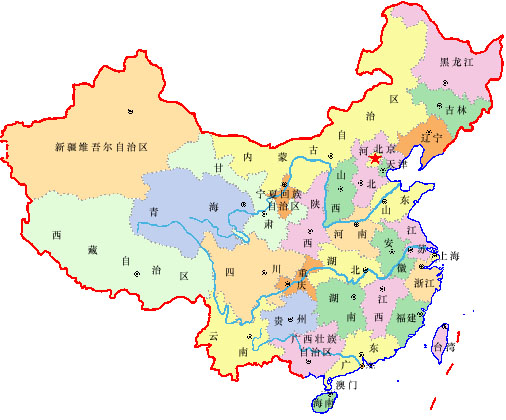 黑龙江
吉林
辽宁
内蒙古自治区
新疆维吾尔自治区
北京
天津
河北
甘肃
宁夏回族
自治区
山西
山东
陕西
青海
西藏自治区
河南
江苏
安徽
上海
四川
重庆
湖北
浙江
湖南
江西
福建
贵州
云南
广西壮族
自治区
广东
台湾
澳门
海南